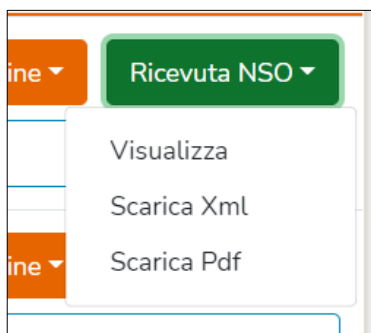 ine
Ricevuta NSO
Visualizza
Scarica Xml
ine
Scarica Pdf